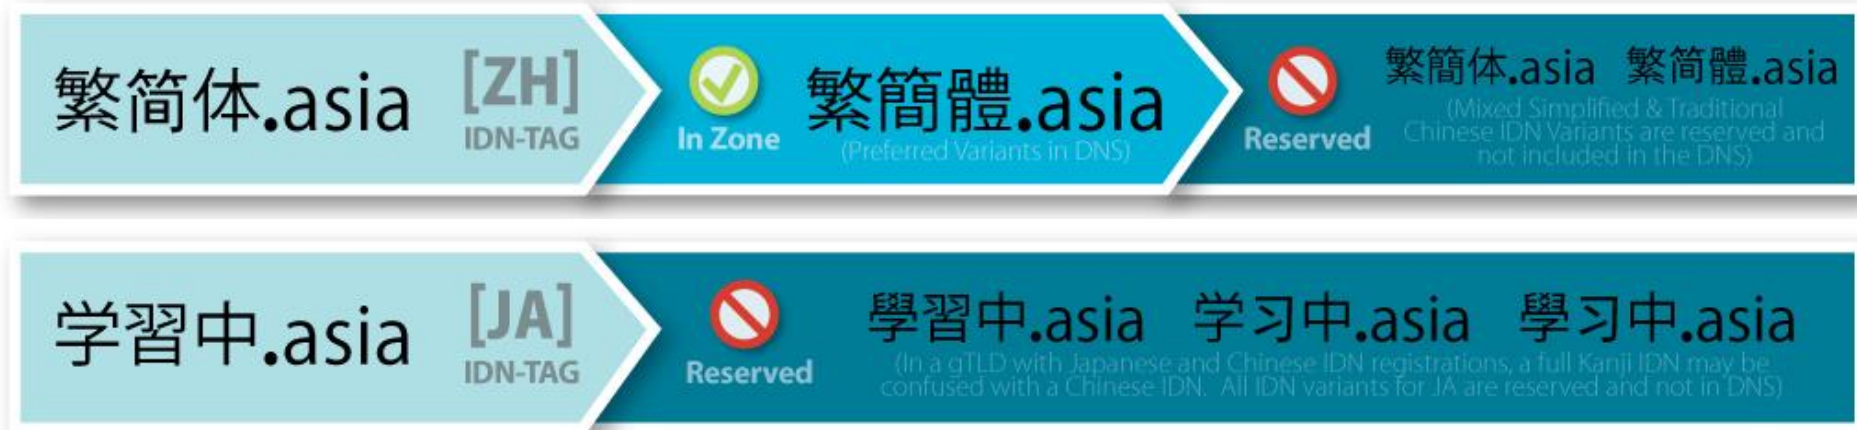 繁简体.asia
[ZH]
IDN-TAG
In Zone
繁簡體.asia
(Preferred Variants in DNS)
Reserved
繁簡体.asia 繁简體.asia
(Mixed Simplified & Traditional
Chinese IDN Variants are reserved and
not included in the DNS)
学習中.asia
[JA]
IDN-TAG
Reserved
學習中.asia 学习中.asia 學习中.asia
(In a gTLD with Japanese and Chinese IDN registrations, a full Kanji IDN may be
confused with a Chinese IDN. All IDN variants for JA are reserved and not in DNS)